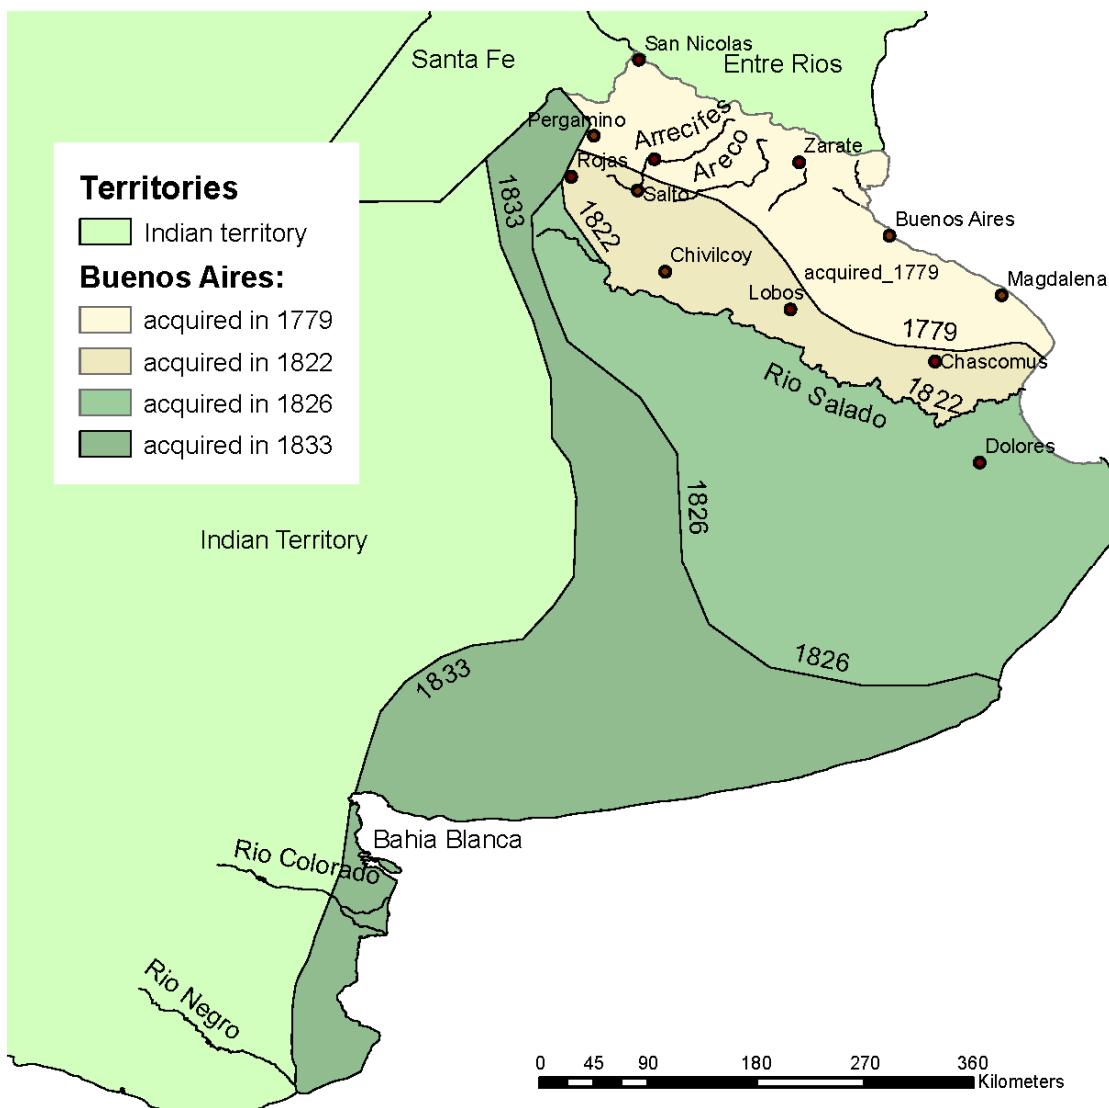 San Nicolas
Santa Fe
Entre Rios
Pergamino
Arrecifes
Areco
Zarate
Rojas
Salto
1833
1822
Territories
Indian territory
Buenos Aires:
acquired in 1779
acquired in 1822
acquired in 1826
acquired in 1833
Buenos Aires
Chivilcoy
acquired_1779
Magdalena
Lobos
1779
Chascomus
Rio Salado
1822
Dolores
1826
Indian Territory
1826
1833
Bahia Blanca
Rio Colorado
Rio Negro
0 45 90 180 270 360
Kilometers